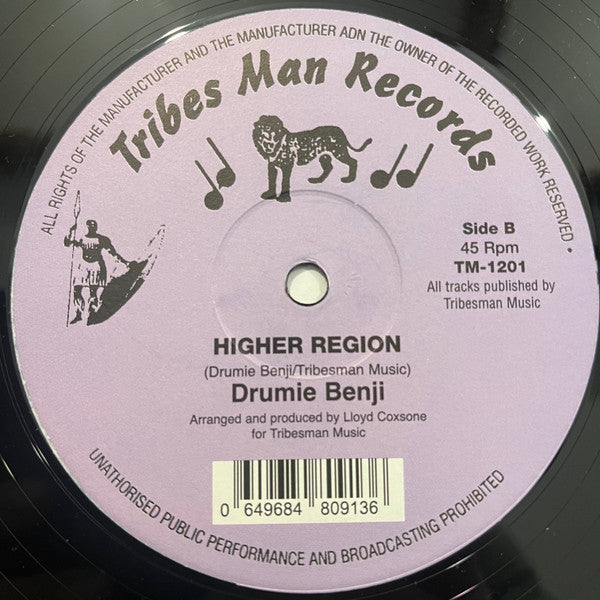 ALL RIGHTS OF THE MANUFACTURER AND THE MANUFACTURER ADN THE OWNER OF THE RECORDED WORK RESERVED •
Tribes Man Records
Side B
45 Rpm
TM-1201
All tracks published by
Tribesman Music
HIGHER REGION
(Drumie Benji/Tribesman Music)
Drumie Benji
Arranged and produced by Lloyd Coxsone
for Tribesman Music
0 649684 809136
UNATHORISED PUBLIC PERFORMANCE AND BROADCASTING PROHIBITED